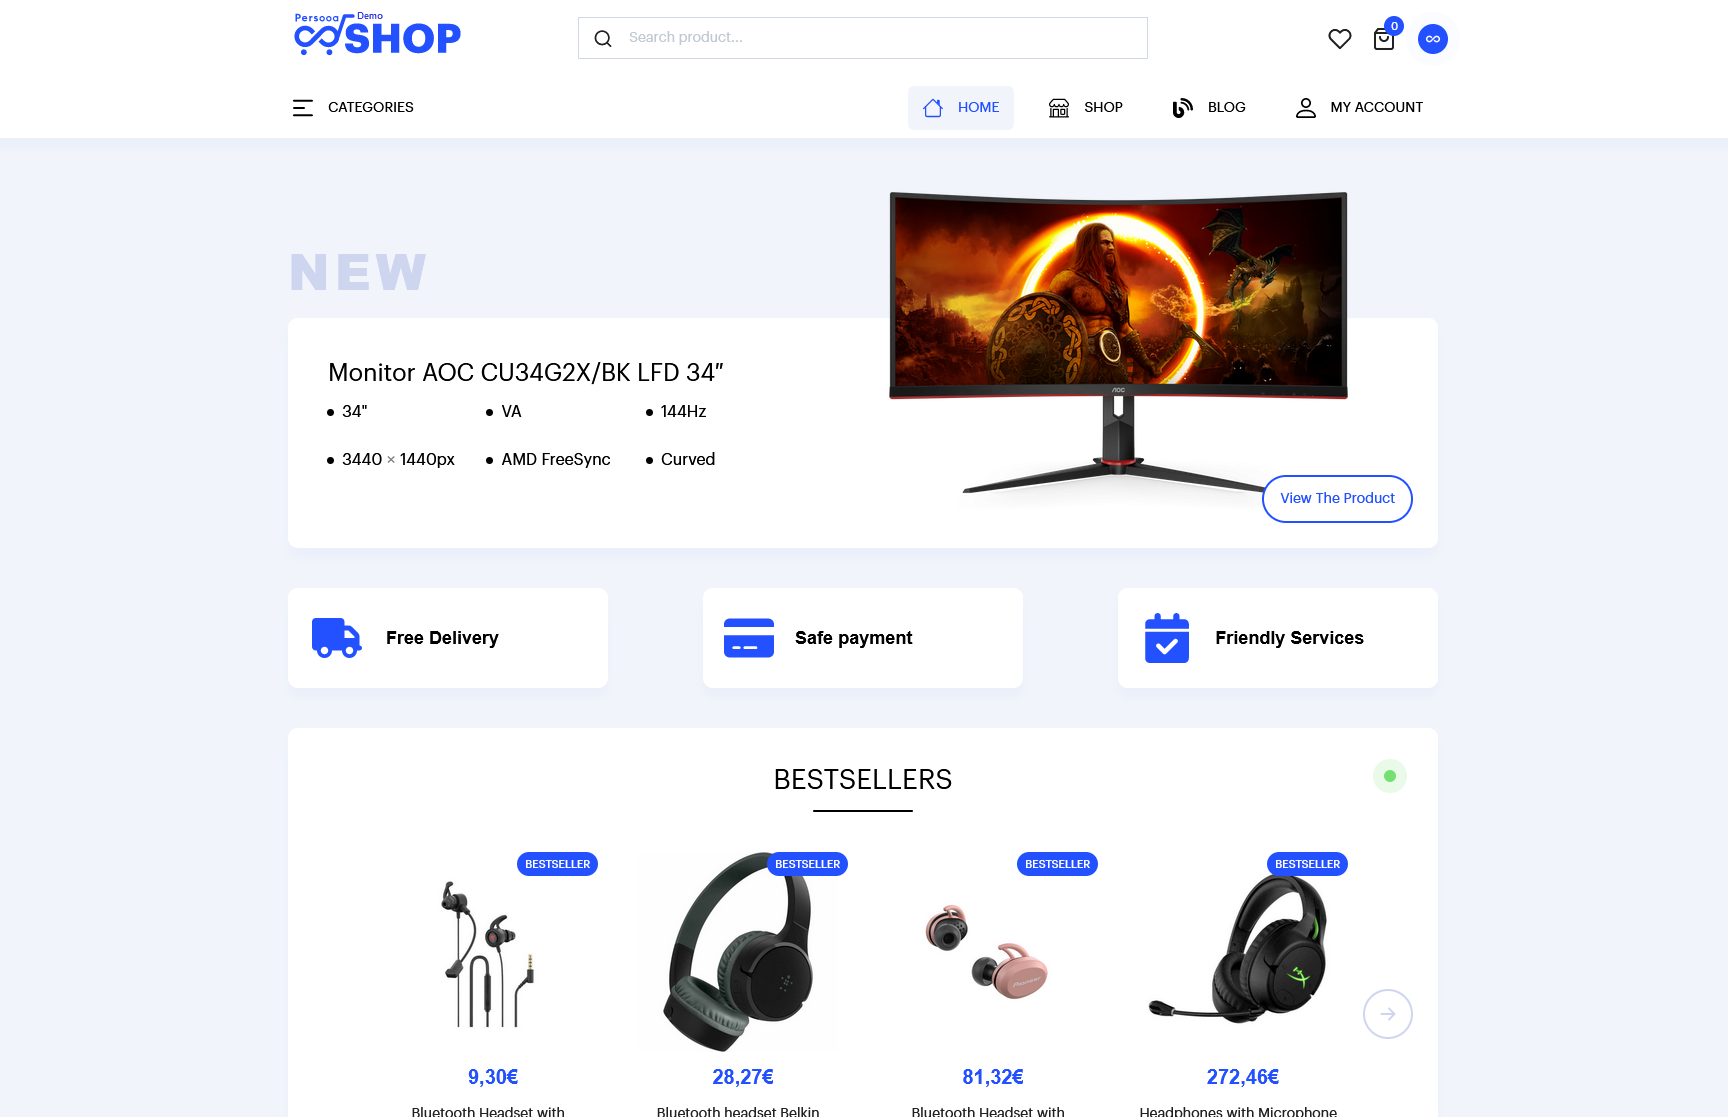 Persooa Demo
SHOP
Search product...
0
CATEGORIES
HOME
SHOP
BLOG
MY ACCOUNT
NEW
AOC
Monitor AOC CU34G2X/BK LFD 34″
34"
VA
144Hz
3440 × 1440px
AMD FreeSync
Curved
View The Product
Free Delivery
Safe payment
Friendly Services
BESTSELLERS
BESTSELLER
BESTSELLER
BESTSELLER
BESTSELLER
Pioneer
9,30€
28,27€
81,32€
272,46€
Bluetooth Headset with
Bluetooth headset Belkin
Bluetooth Headset with
Headphones with Microphone